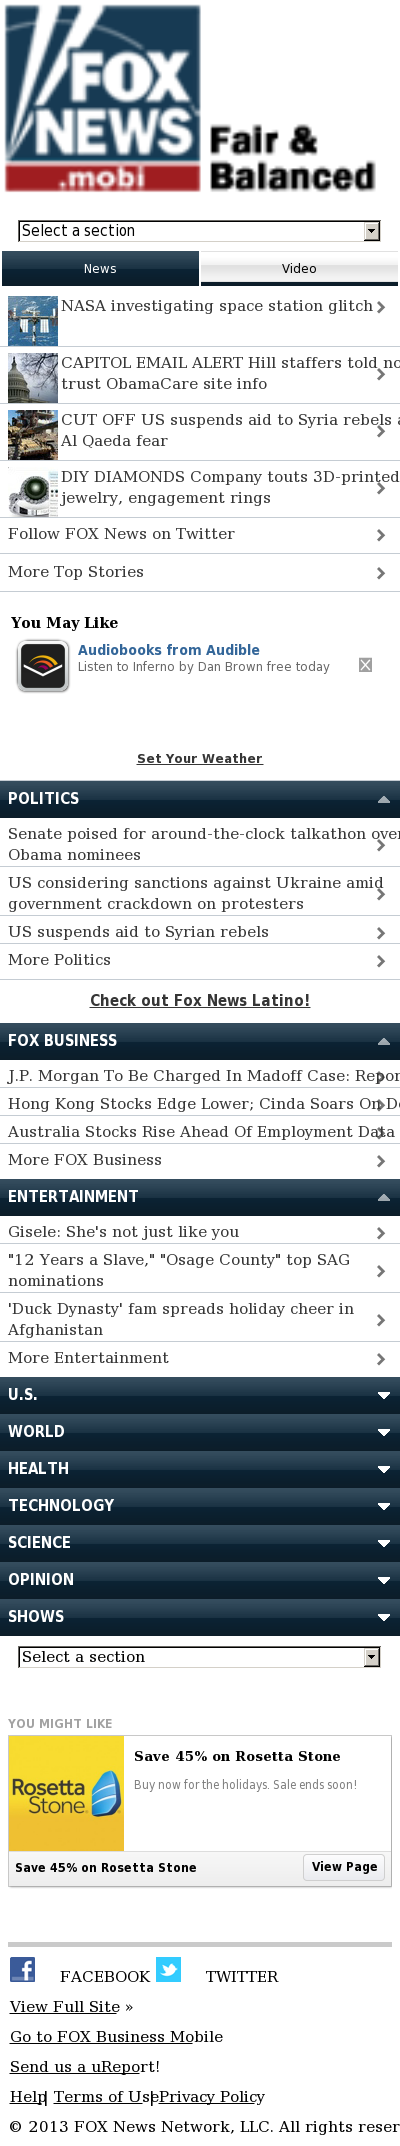 FOX
NEWS
.mobi
Fair &
Balanced
Select a section
News
Video
NASA investigating space station glitch
CAPITOL EMAIL ALERT Hill staffers told no
trust ObamaCare site info
CUT OFF US suspends aid to Syria rebels a
Al Qaeda fear
DIY DIAMONDS Company touts 3D-printed
jewelry, engagement rings
Follow FOX News on Twitter
More Top Stories
You May Like
Audiobooks from Audible
Listen to Inferno by Dan Brown free today
Set Your Weather
POLITICS
Senate poised for around-the-clock talkathon over
Obama nominees
US considering sanctions against Ukraine amid
government crackdown on protesters
US suspends aid to Syrian rebels
More Politics
Check out Fox News Latino!
FOX BUSINESS
J.P. Morgan To Be Charged In Madoff Case: Repor
Hong Kong Stocks Edge Lower; Cinda Soars On De
Australia Stocks Rise Ahead Of Employment Data
More FOX Business
ENTERTAINMENT
Gisele: She's not just like you
"12 Years a Slave," "Osage County" top SAG
nominations
'Duck Dynasty' fam spreads holiday cheer in
Afghanistan
More Entertainment
U.S.
WORLD
HEALTH
TECHNOLOGY
SCIENCE
OPINION
SHOWS
Select a section
YOU MIGHT LIKE
Rosetta
Stone
Save 45% on Rosetta Stone
Buy now for the holidays. Sale ends soon!
Save 45% on Rosetta Stone
View Page
FACEBOOK TWITTER
View Full Site »
Go to FOX Business Mobile
Send us a uReport!
Help | Terms of Use | Privacy Policy
© 2013 FOX News Network, LLC. All rights reser